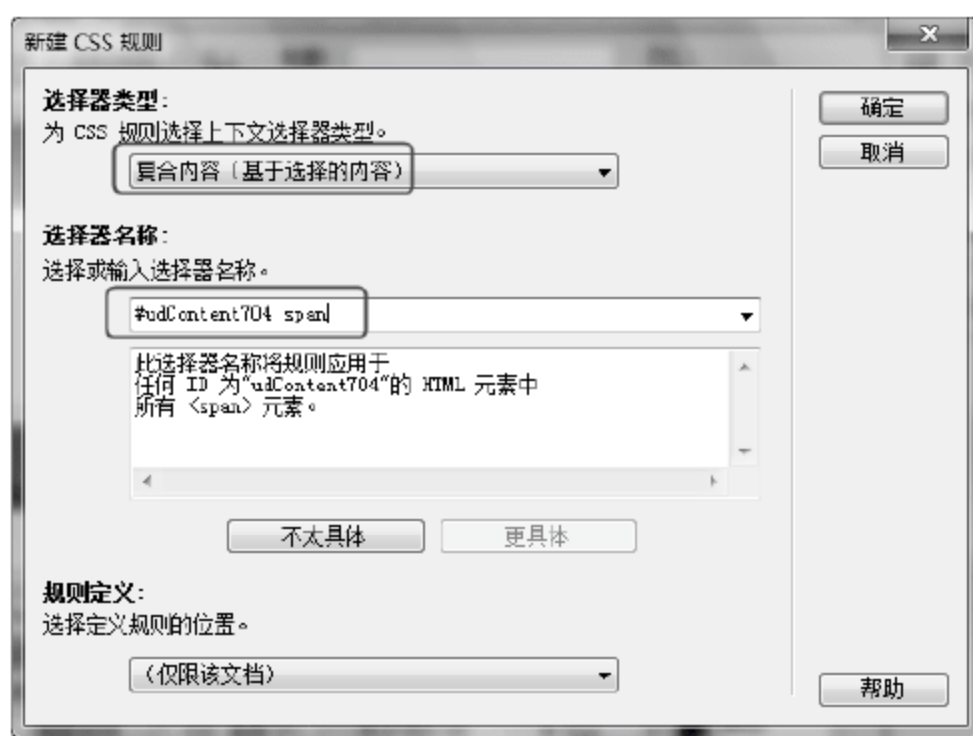 新建 CSS 规则
选择器类型:
为 CSS 规则选择上下文选择器类型。
复合内容（基于选择的内容）
选择器名称:
选择或输入选择器名称。
#udContent704 span
此选择器名称将规则应用于
任何 ID 为“udContent704”的 HTML 元素中
所有 <span> 元素。
不太具体
更具体
规则定义:
选择定义规则的位置。
（仅限该文档）
确定
取消
帮助